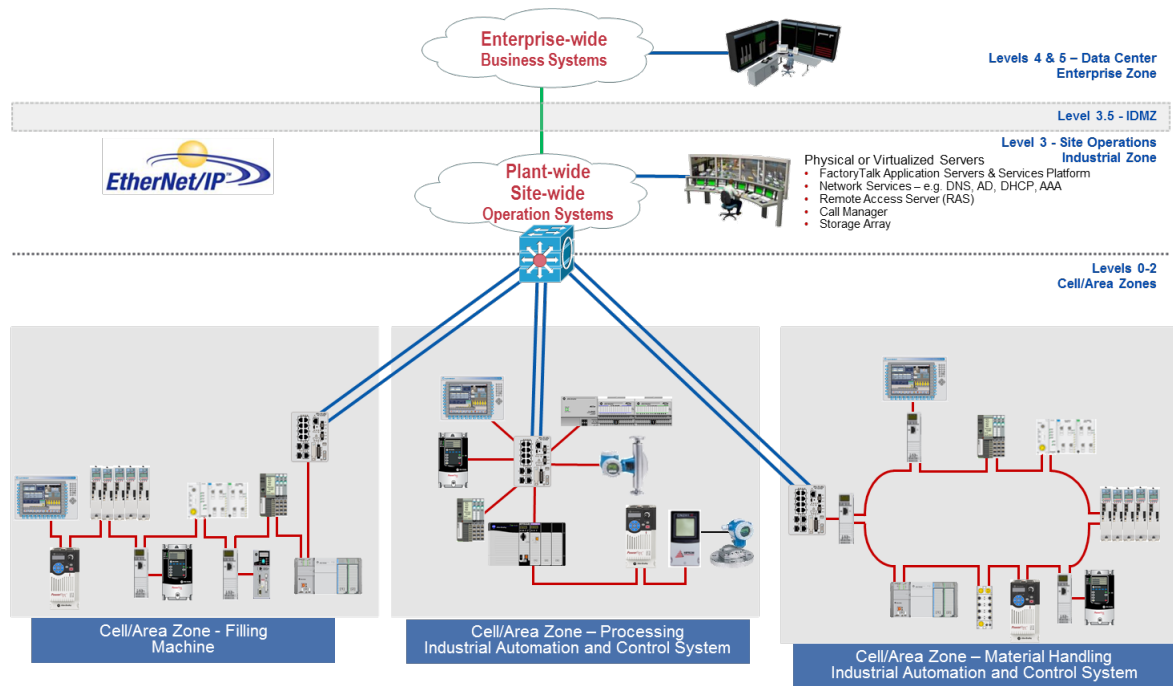 Enterprise-wide
Business Systems
Levels 4 & 5 – Data Center
Enterprise Zone
Level 3.5 - IDMZ
EtherNet/IP™
Level 3 - Site Operations
Industrial Zone
Plant-wide
Site-wide
Operation Systems
Physical or Virtualized Servers
• FactoryTalk Application Servers & Services Platform
• Network Services – e.g. DNS, AD, DHCP, AAA
• Remote Access Server (RAS)
• Call Manager
• Storage Array
Levels 0-2
Cell/Area Zones
Cell/Area Zone - Filling
Machine
Cell/Area Zone – Processing
Industrial Automation and Control System
Cell/Area Zone – Material Handling
Industrial Automation and Control System